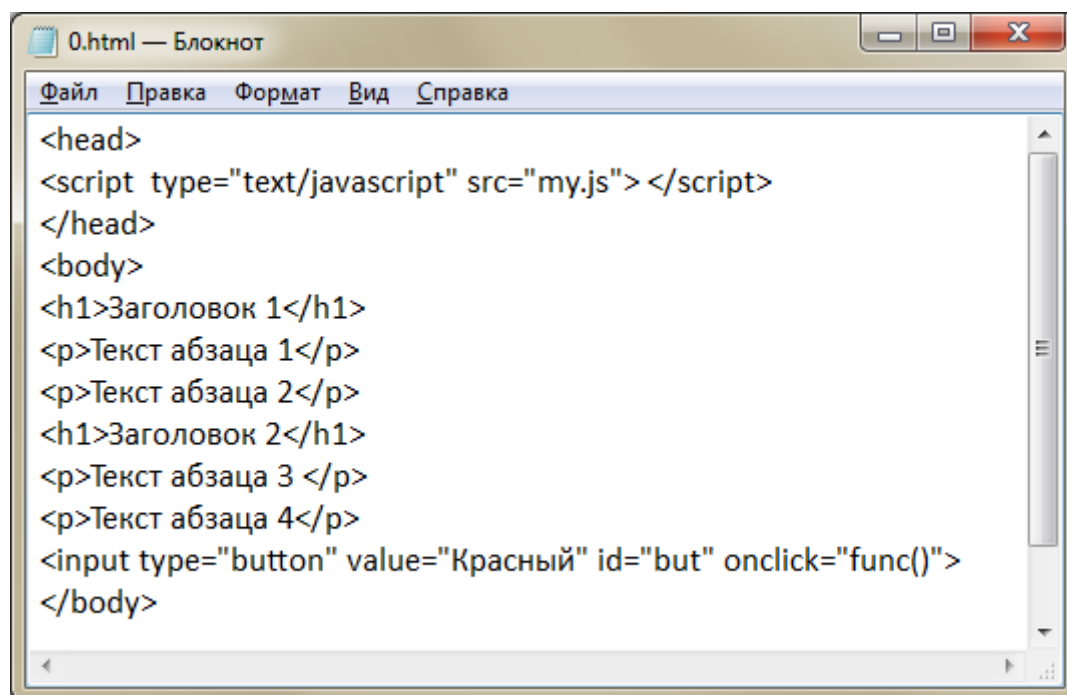 0.html — Блокнот
Файл Правка Формат Вид Справка
<head>
<script  type="text/javascript" src="my.js"> </script>
</head>
<body>
<h1>Заголовок 1</h1>
<p>Текст абзаца 1</p>
<p>Текст абзаца 2</p>
<h1>Заголовок 2</h1>
<p>Текст абзаца 3 </p>
<p>Текст абзаца 4</p>
<input type="button" value="Красный" id="but" onclick="func()">
</body>